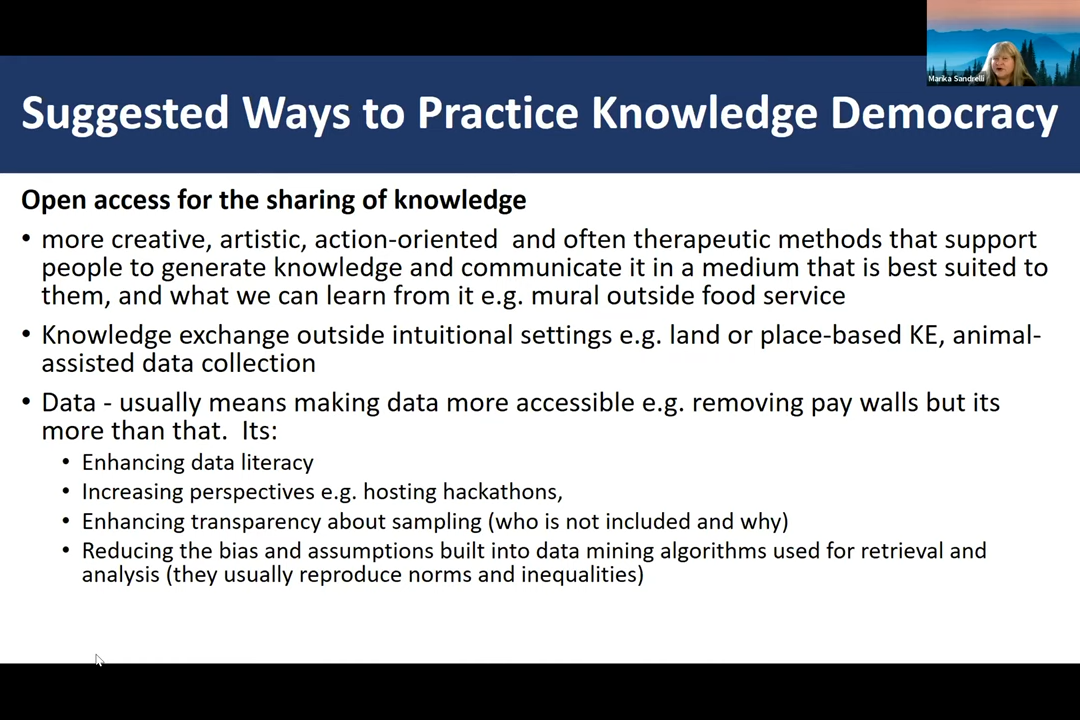 Marika Sandrelli
Suggested Ways to Practice Knowledge Democracy
Open access for the sharing of knowledge
• more creative, artistic, action-oriented and often therapeutic methods that support
people to generate knowledge and communicate it in a medium that is best suited to
them, and what we can learn from it e.g. mural outside food service
• Knowledge exchange outside intuitional settings e.g. land or place-based KE, animal-
assisted data collection
• Data - usually means making data more accessible e.g. removing pay walls but its
more than that. Its:
• Enhancing data literacy
• Increasing perspectives e.g. hosting hackathons,
• Enhancing transparency about sampling (who is not included and why)
• Reducing the bias and assumptions built into data mining algorithms used for retrieval and
analysis (they usually reproduce norms and inequalities)